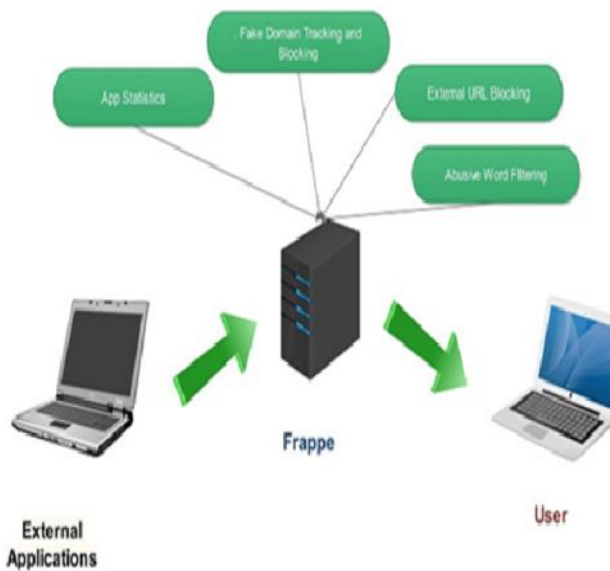 . Fake Domain Tracking and
Blocking
App Statistics
External URL Blocking
Abusive Word Filtering
Frappe
User
External
Applications